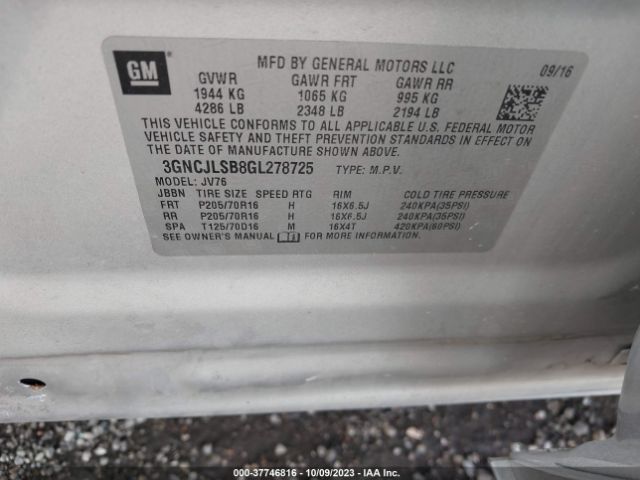 GM
MFD BY GENERAL MOTORS LLC
09/16
GVWR GAWR FRT GAWR RR
1944 KG 1065 KG 995 KG
4286 LB 2348 LB 2194 LB
THIS VEHICLE CONFORMS TO ALL APPLICABLE U.S. FEDERAL MOTOR
VEHICLE SAFETY AND THEFT PREVENTION STANDARDS IN EFFECT ON
THE DATE OF MANUFACTURE SHOWN ABOVE.
3GNCJLSB8GL278725 TYPE: M.P.V.
MODEL: JV76
JBBN TIRE SIZE SPEED RTG RIM COLD TIRE PRESSURE
FRT P205/70R16 H 16X6.5J 240KPA(35PSI)
RR P205/70R16 H 16X6.5J 240KPA(35PSI)
SPA T125/70D16 M 16X4T 420KPA(60PSI)
SEE OWNER'S MANUAL FOR MORE INFORMATION.
000-37746816 - 10/09/2023 - IAA Inc.